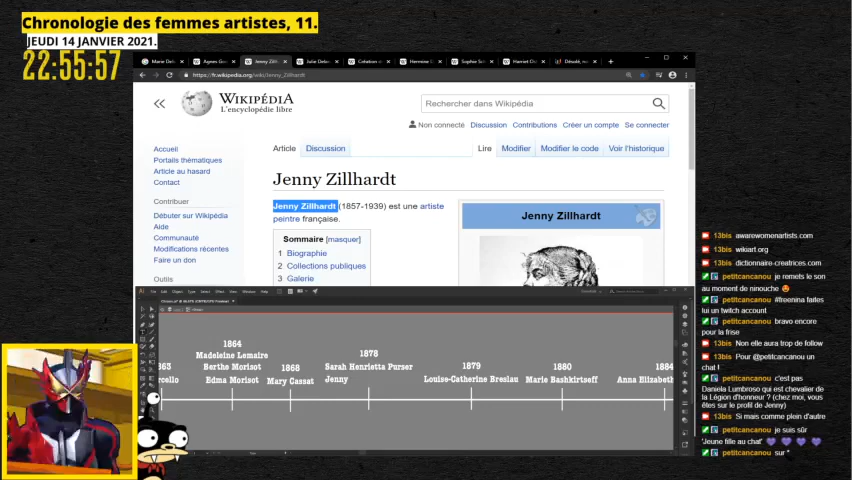 Chronologie des femmes artistes, 11.
JEUDI 14 JANVIER 2021.
22:55:57
Jenny Zill
https://fr.wikipedia.org/wiki/Jenny_Zillhardt
WIKIPÉDIA
L'encyclopédie libre
Rechercher dans Wikipédia
Non connecté Discussion Contributions Créer un compte Se connecter
Article Discussion Lire Modifier Modifier le code Voir l'historique
Accueil
Portails thématiques
Article au hasard
Contact
Contribuer
Débuter sur Wikipédia
Aide
Communauté
Modifications récentes
Faire un don
Outils
Jenny Zillhardt
Jenny Zillhardt (1857-1939) est une artiste
peintre française.
Sommaire [masquer]
1 Biographie
2 Collections publiques
3 Galerie
Jenny Zillhardt
1864
Madeleine Lemaire
Berthe Morisot
Edma Morisot
1868
Mary Cassat
1878
Sarah Henrietta Purser
Jenny
1879
Louise-Catherine Breslau
1880
Marie Bashkirtseff
1884
Anna Elizabeth
13bis awarewomenartists.com
13bis wikiart.org
13bis dictionnaire-creatrices.com
petitcancanou je remets le son
au moment de ninouche
petitcancanou #freenina faites
lui un twitch account
petitcancanou bravo encore
pour la frise
13bis Non elle aura trop de follow
13bis Pour @petitcancanou un
chat !
petitcancanou c'est pas
Daniela Lumbroso qui est chevalier de
la Légion d'honneur ? (chez moi, vous
êtes sur le profil de Jenny)
13bis Si mais comme plein d'autre
petitcancanou je suis sûr
'Jeune fille au chat'
petitcancanou sur *